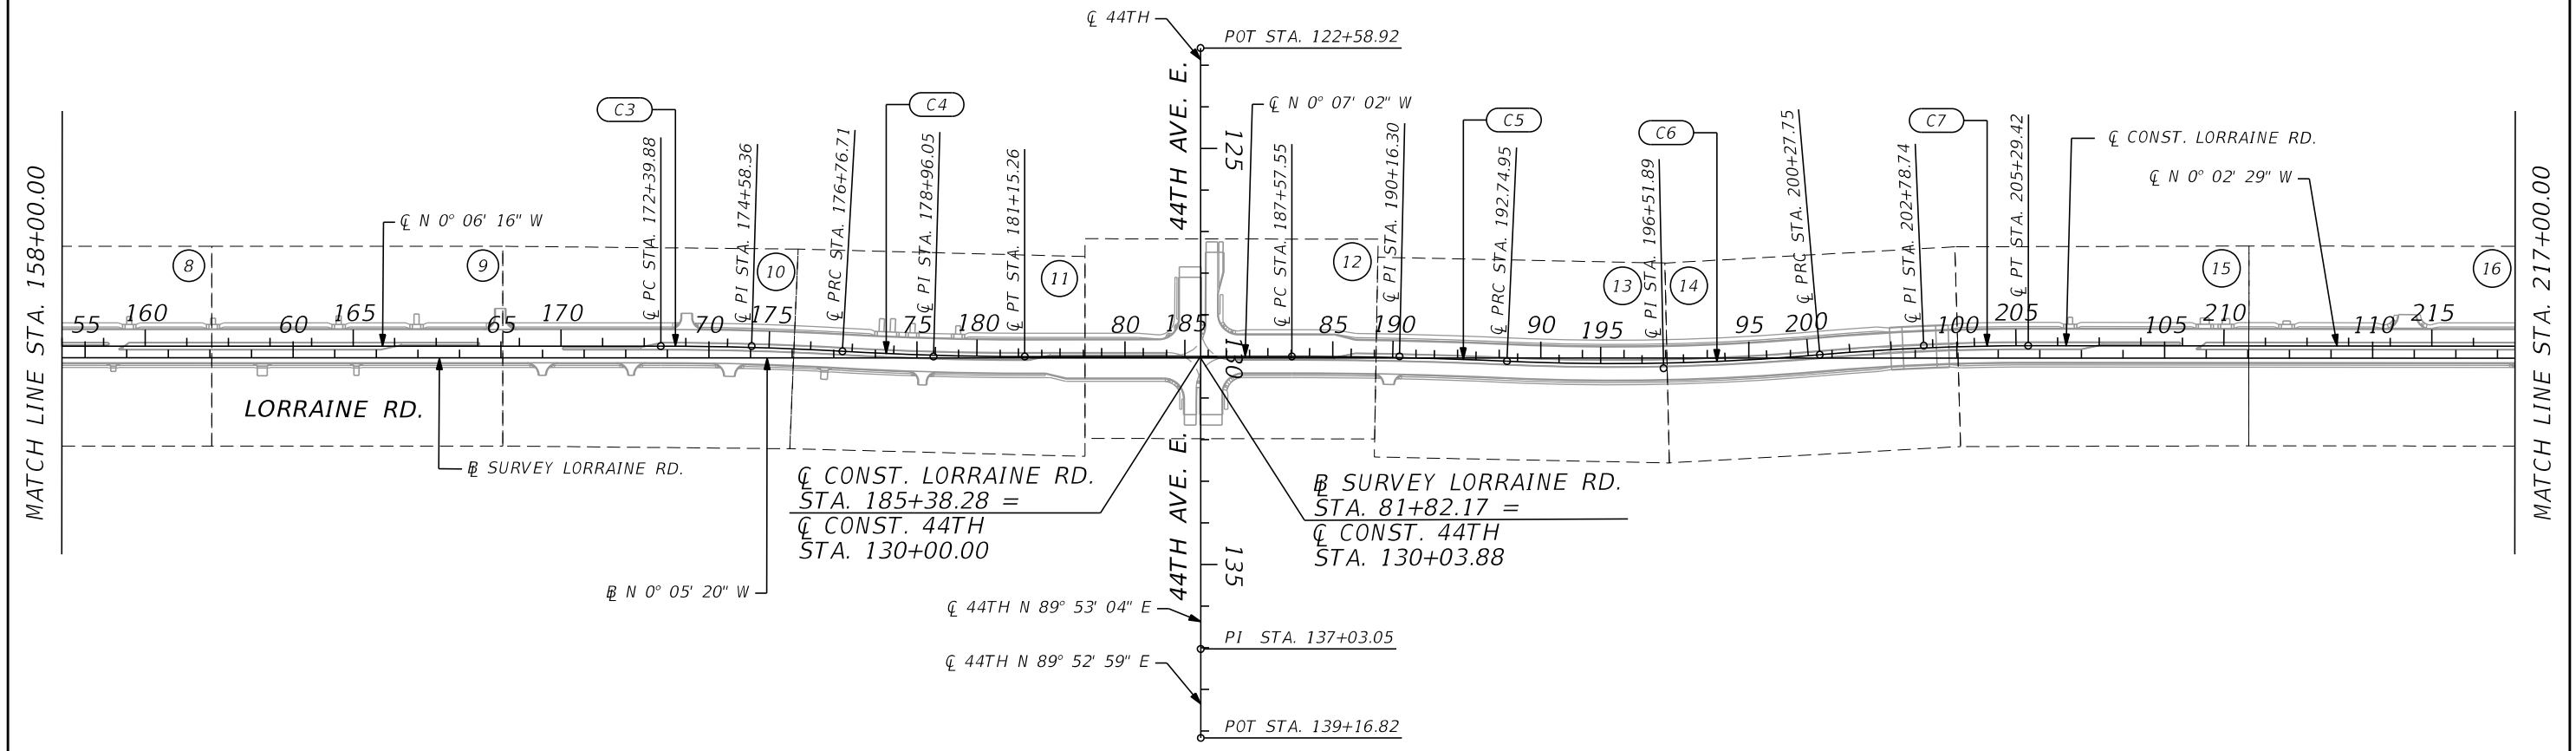 ℄ 44TH
POT STA. 122+58.92
44TH AVE. E.
125
MATCH LINE STA. 158+00.00
C3
C4
℄ N 0° 07' 02" W
C5
C6
C7
℄ CONST. LORRAINE RD.
℄ N 0° 02' 29" W
MATCH LINE STA. 217+00.00
℄ N 0° 06' 16" W
℄ PC STA. 172+39.88
℄ PI STA. 174+58.36
℄ PRC STA. 176+76.71
℄ PI STA. 178+96.05
℄ PT STA. 181+15.26
℄ PC STA. 187+57.55
℄ PI STA. 190+16.30
℄ PRC STA. 192.74.95
℄ PI STA. 196+51.89
℄ PRC STA. 200+27.75
℄ PI STA. 202+78.74
℄ PT STA. 205+29.42
8
9
10
11
12
13
14
15
16
160
165
170
175
180
185
190
195
200
205
210
215
55
60
65
70
75
80
85
90
95
100
105
110
130
LORRAINE RD.
BL SURVEY LORRAINE RD.
BL N 0° 05' 20" W
℄ CONST. LORRAINE RD.
STA. 185+38.28 =
℄ CONST. 44TH
STA. 130+00.00
44TH AVE. E.
135
BL SURVEY LORRAINE RD.
STA. 81+82.17 =
℄ CONST. 44TH
STA. 130+03.88
℄ 44TH N 89° 53' 04" E
PI STA. 137+03.05
℄ 44TH N 89° 52' 59" E
POT STA. 139+16.82